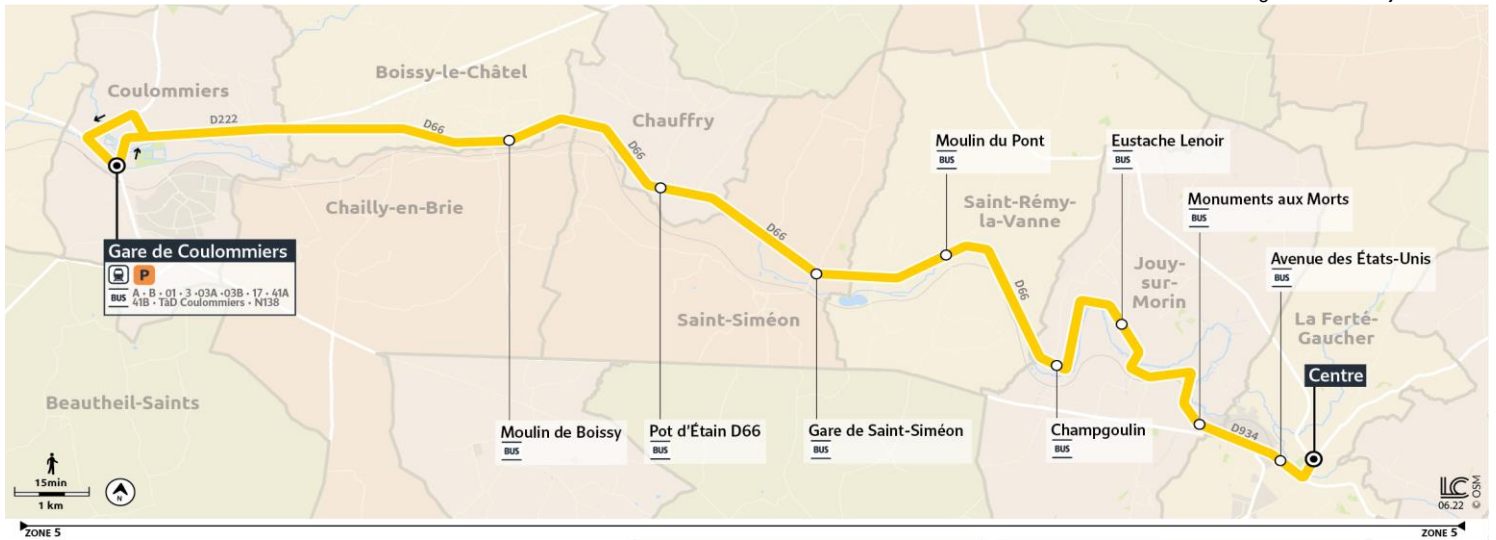 Coulommiers
Boissy-le-Châtel
Chauffry
D222
D66
D66
Moulin du Pont
BUS
Eustache Lenoir
BUS
Chailly-en-Brie
Saint-Rémy-
la-Vanne
Monuments aux Morts
BUS
D66
Gare de Coulommiers
P
BUS A • B • 01 • 3 •03A •03B • 17 • 41A
41B • TàD Coulommiers • N138
Avenue des États-Unis
BUS
Jouy-
sur-
Morin
D66
Saint-Siméon
La Ferté-
Gaucher
Centre
Beautheil-Saints
Moulin de Boissy
BUS
Pot d'Étain D66
BUS
Gare de Saint-Siméon
BUS
Champgoulin
BUS
D934
15min
1 km
N
LC
06.22
© OSM
ZONE 5
ZONE 5